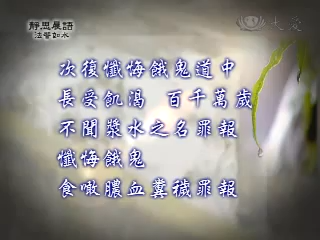 靜思晨語
法譬如水
大愛
次復懺悔餓鬼道中
長受飢渴 百千萬歲
不聞漿水之名罪報
懺悔餓鬼
食噉膿血糞穢罪報